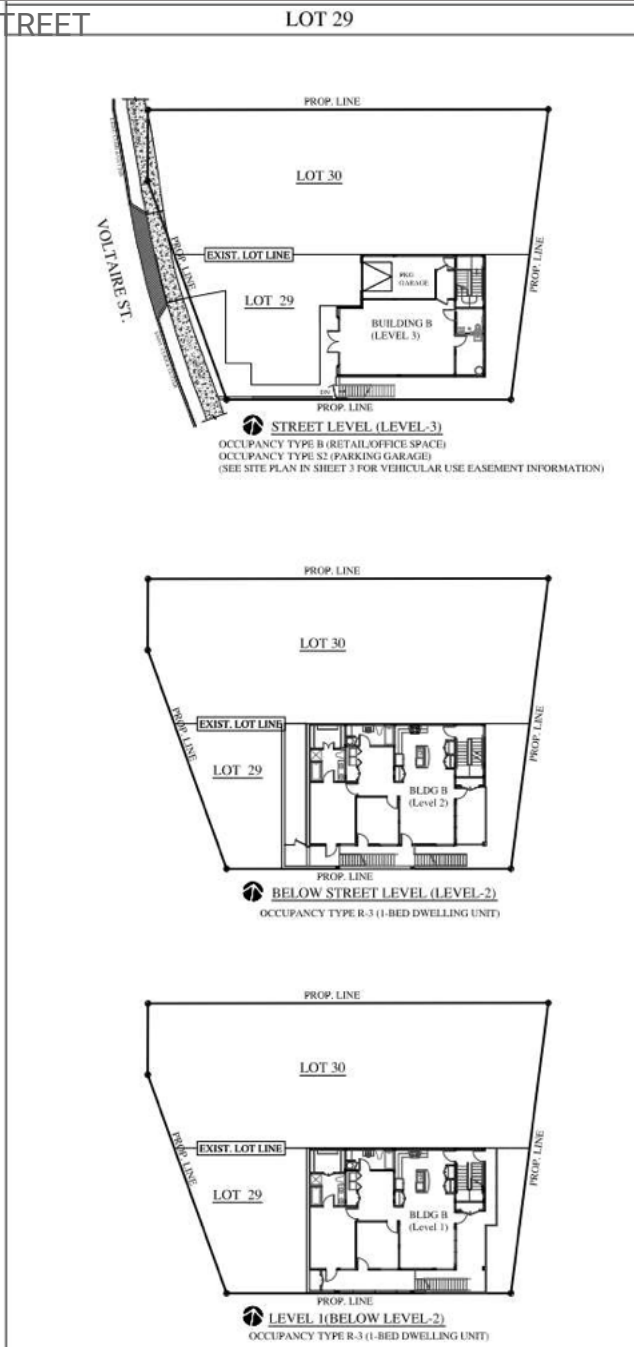 TREET
LOT 29
PROP. LINE
LOT 30
VOLTAIRE ST.
PROP. LINE
EXIST. LOT LINE
PROP. LINE
PKG
GARAGE
LOT 29
BUILDING B
(LEVEL 3)
DN
PROP. LINE
STREET LEVEL (LEVEL-3)
OCCUPANCY TYPE B (RETAIL/OFFICE SPACE)
OCCUPANCY TYPE S2 (PARKING GARAGE)
(SEE SITE PLAN IN SHEET 3 FOR VEHICULAR USE EASEMENT INFORMATION)
PROP. LINE
LOT 30
PROP. LINE
EXIST. LOT LINE
PROP. LINE
LOT 29
BLDG B
(Level 2)
PROP. LINE
BELOW STREET LEVEL (LEVEL-2)
OCCUPANCY TYPE R-3 (1-BED DWELLING UNIT)
PROP. LINE
LOT 30
PROP. LINE
EXIST. LOT LINE
PROP. LINE
LOT 29
BLDG B
(Level 1)
PROP. LINE
LEVEL 1(BELOW LEVEL-2)
OCCUPANCY TYPE R-3 (1-BED DWELLING UNIT)